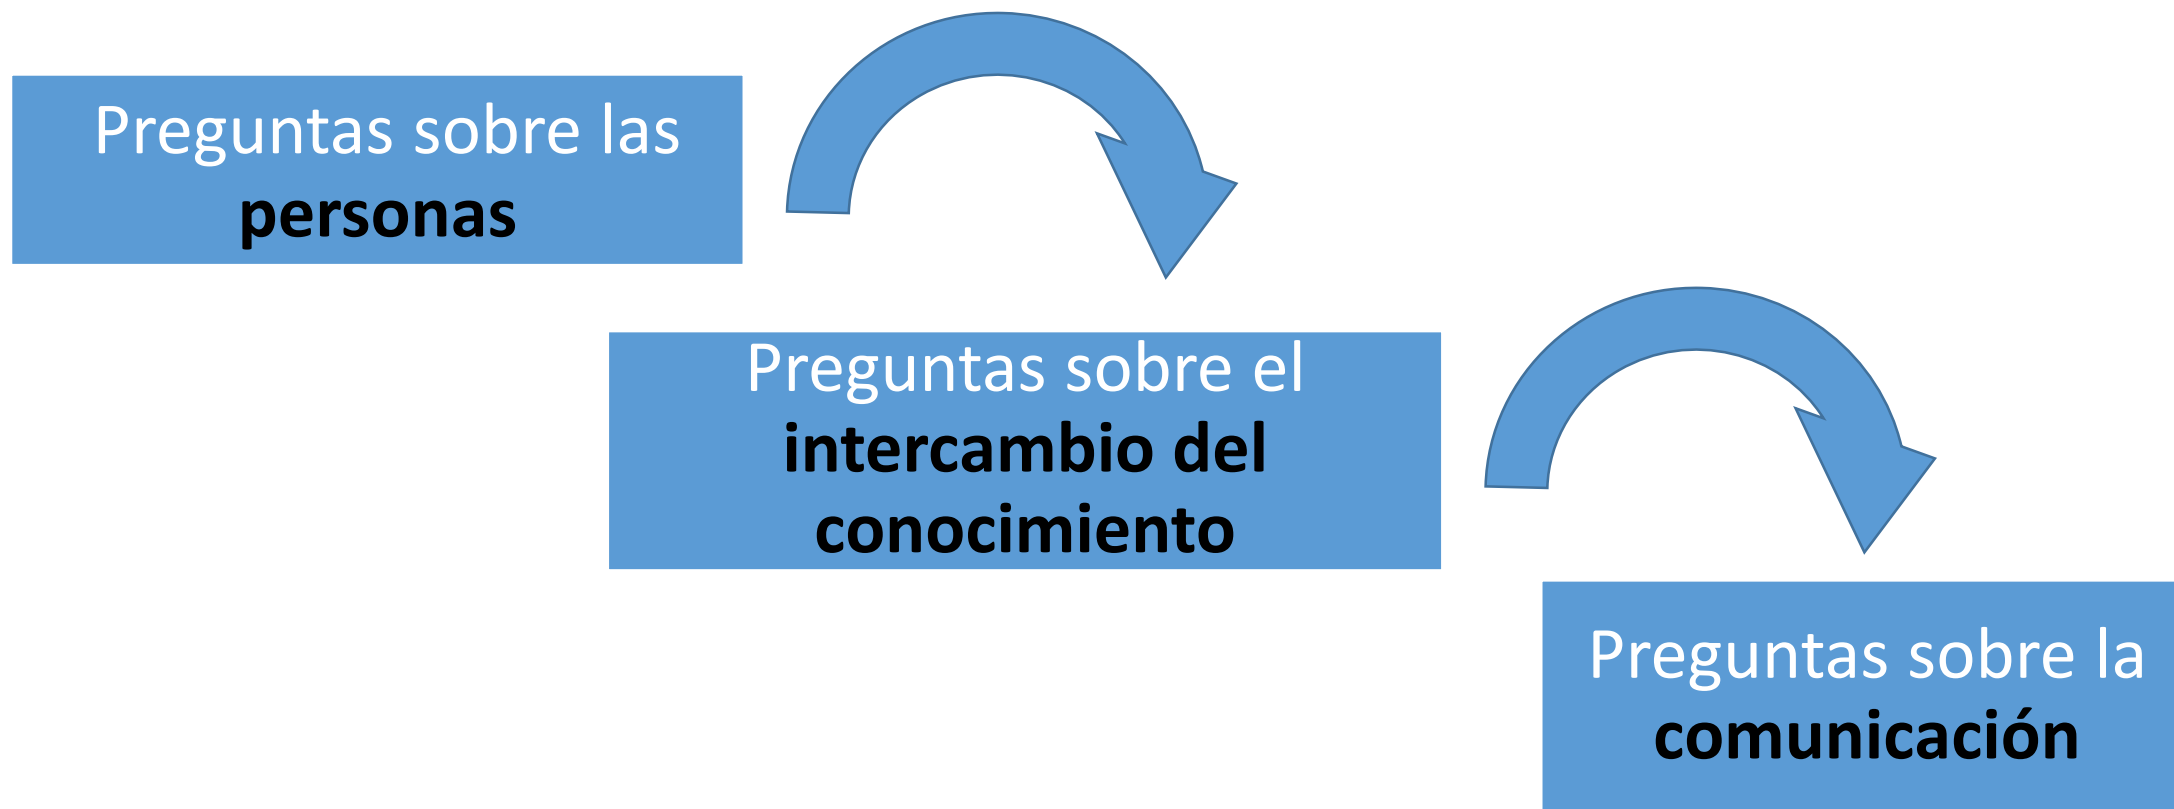 Preguntas sobre las
personas
Preguntas sobre el
intercambio del
conocimiento
Preguntas sobre la
comunicación